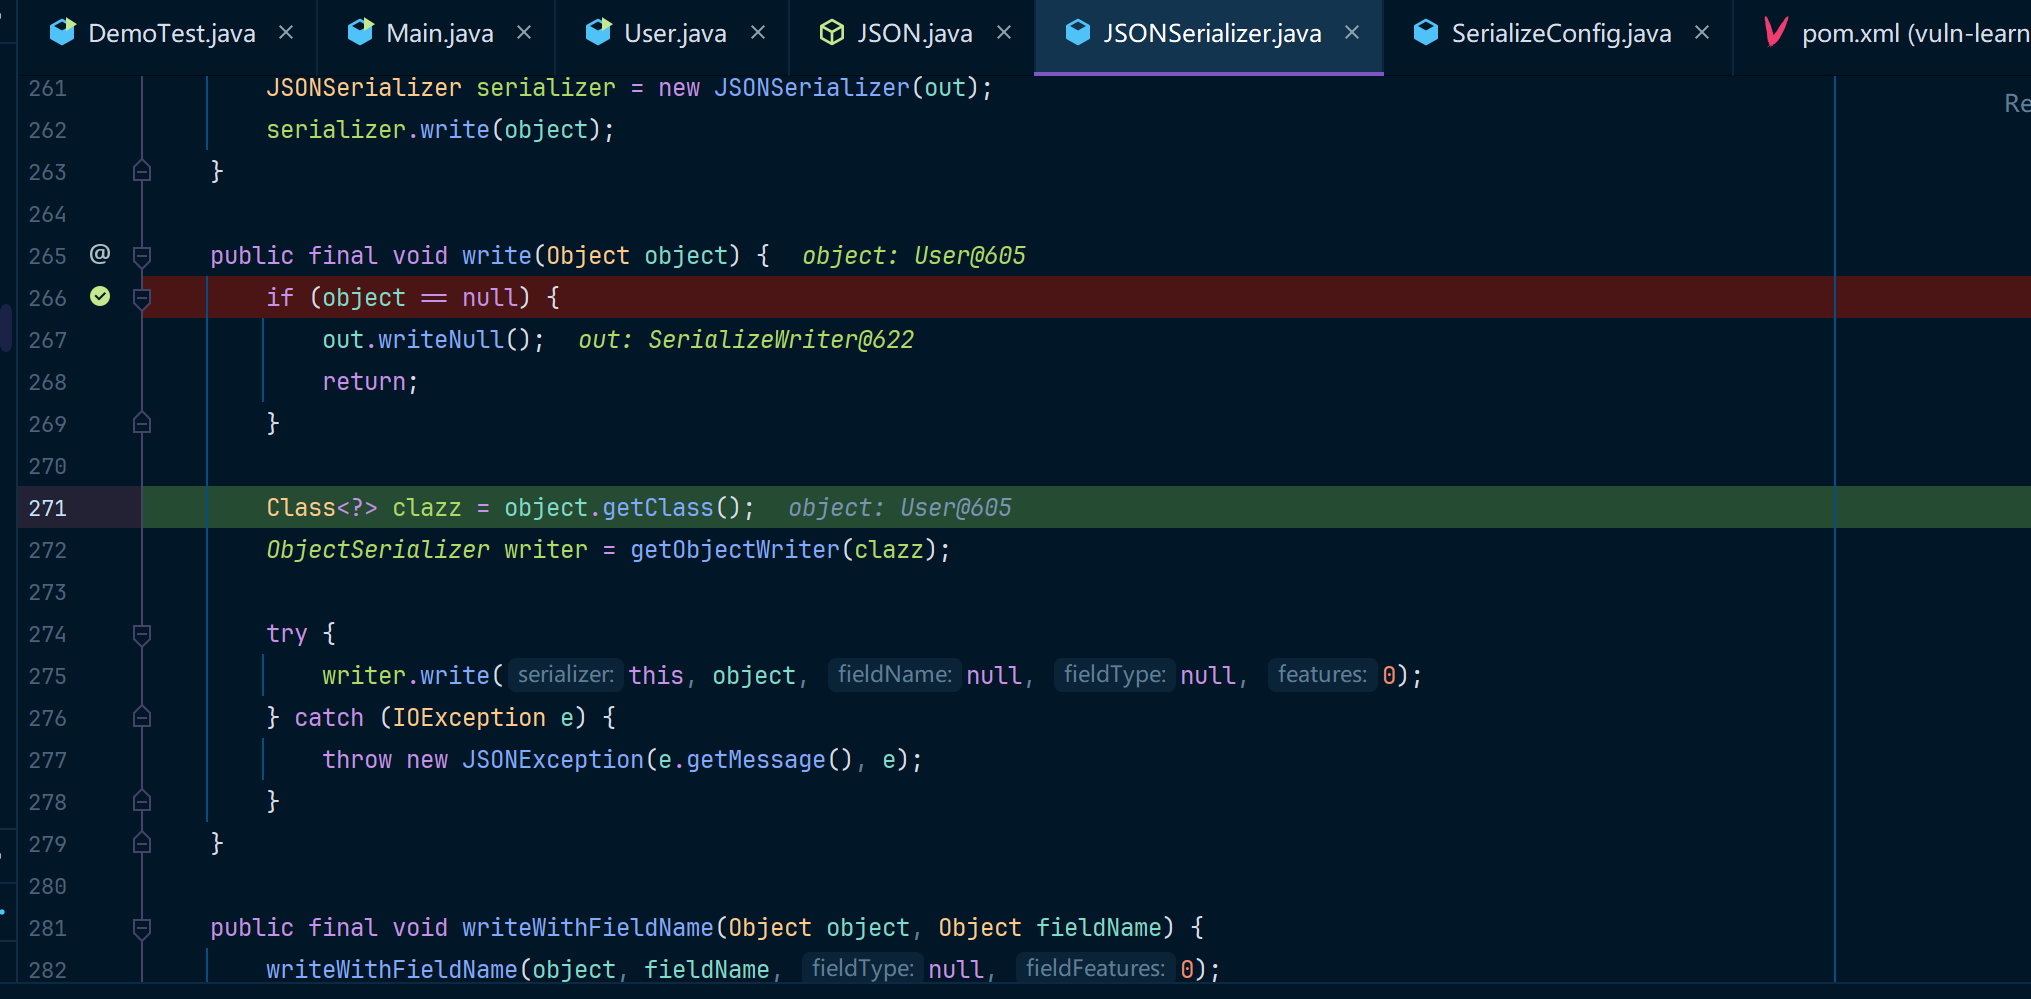 DemoTest.java × Main.java × User.java × JSON.java × JSONSerializer.java × SerializeConfig.java × pom.xml (vuln-learn
Re
261 JSONSerializer serializer = new JSONSerializer(out);
262 serializer.write(object);
263 }
264
265 @ public final void write(Object object) { object: User@605
266 if (object == null) {
267 out.writeNull(); out: SerializeWriter@622
268 return;
269 }
270
271 Class<?> clazz = object.getClass(); object: User@605
272 ObjectSerializer writer = getObjectWriter(clazz);
273
274 try {
275 writer.write( serializer: this, object, fieldName: null, fieldType: null, features: 0);
276 } catch (IOException e) {
277 throw new JSONException(e.getMessage(), e);
278 }
279 }
280
281 public final void writeWithFieldName(Object object, Object fieldName) {
282 writeWithFieldName(object, fieldName, fieldType: null, fieldFeatures: 0);